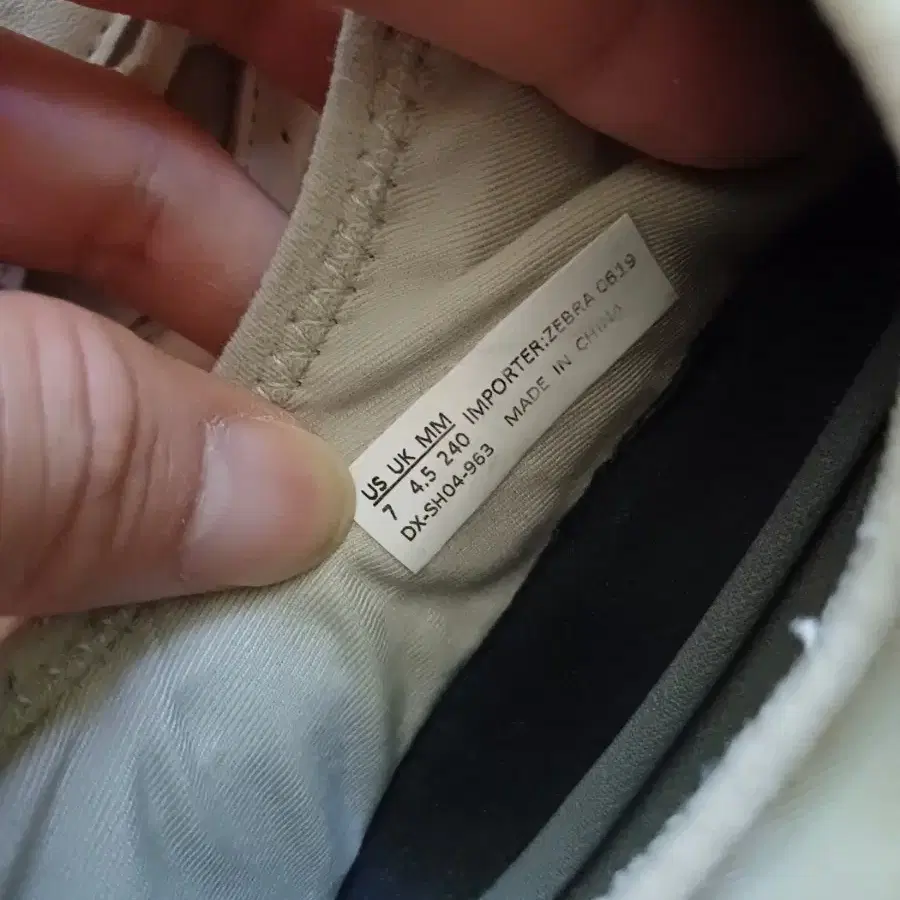 US UK MM
7 4.5 240 IMPORTER:ZEBRA 0619
DX-SH04-963 MADE IN CHINA